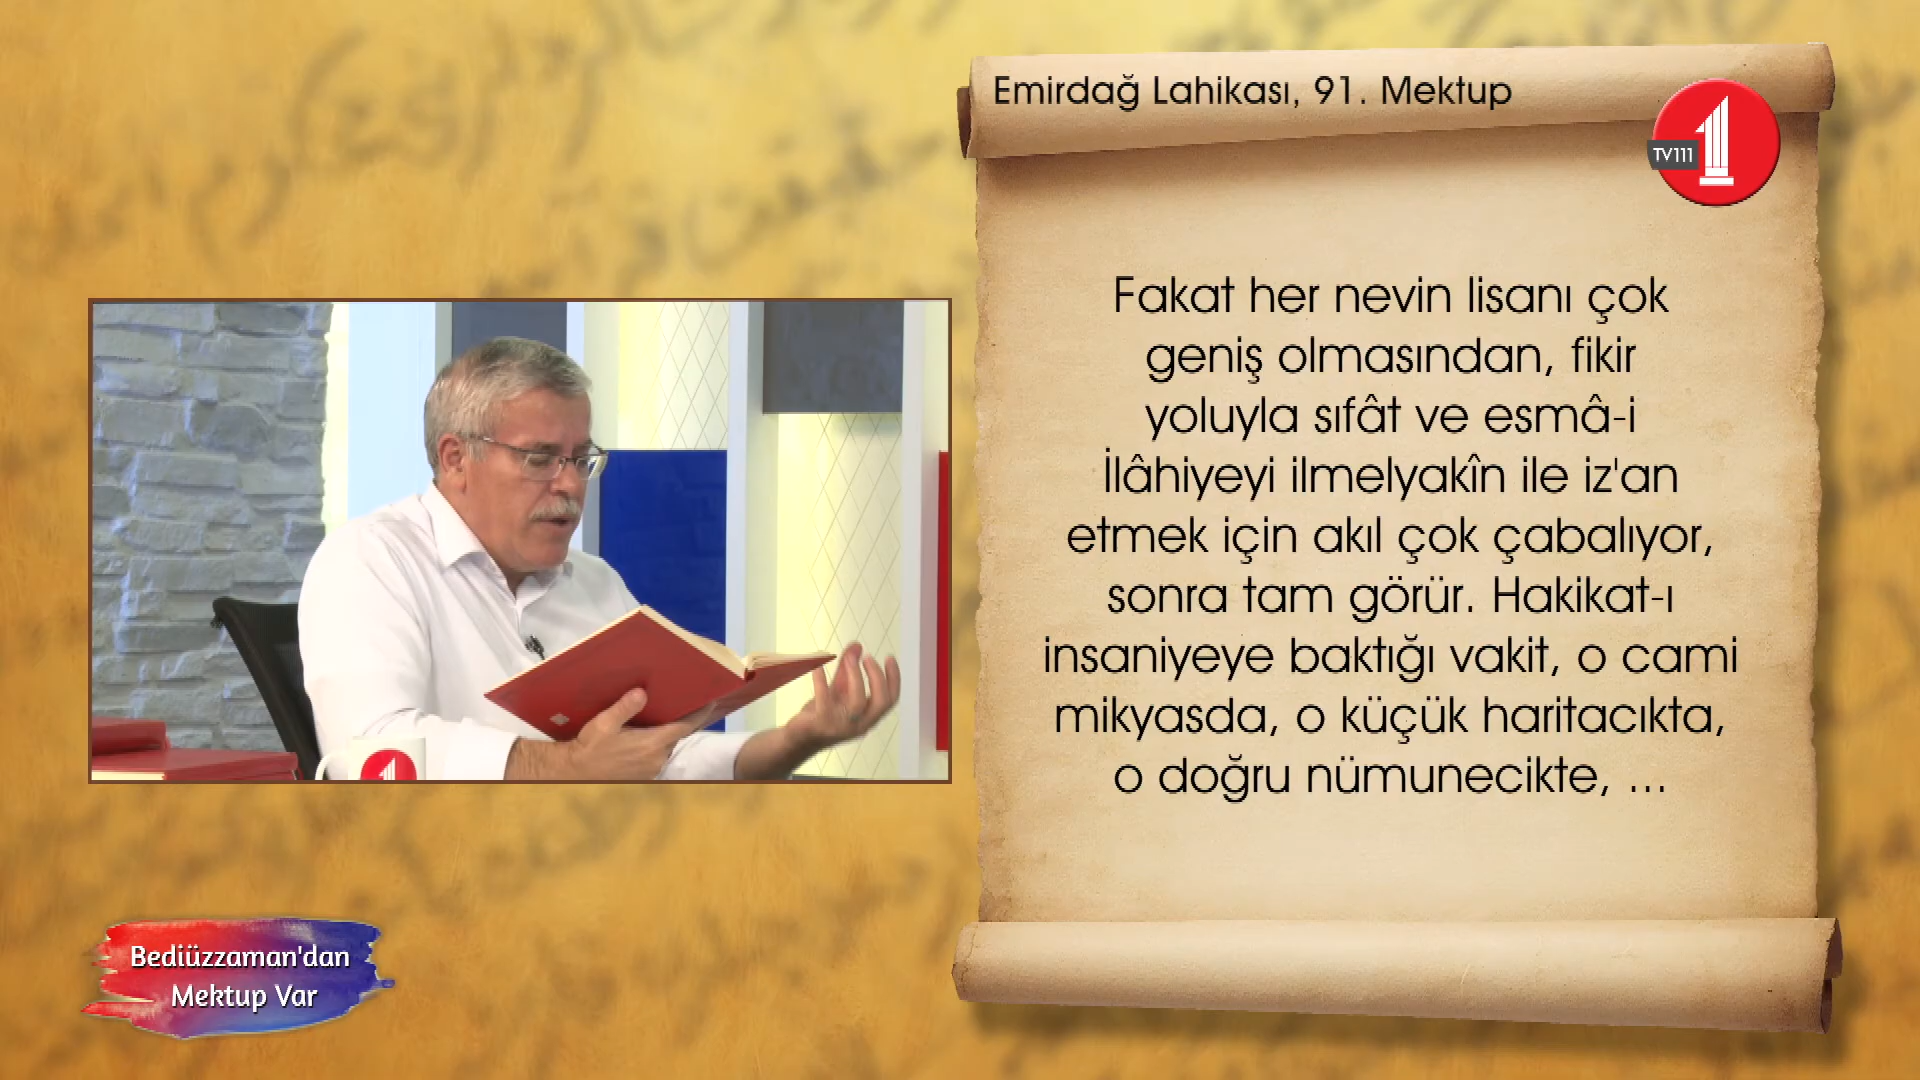 Emirdağ Lahikası, 91. Mektup
TV111
Fakat her nevin lisanı çok
geniş olmasından, fikir
yoluyla sıfât ve esmâ-i
İlâhiyeyi ilmelyakîn ile iz'an
etmek için akıl çok çabalıyor,
sonra tam görür. Hakikat-ı
insaniyeye baktığı vakit, o cami
mikyasda, o küçük haritacıkta,
o doğru nümunecikte, ...
Bediüzzaman'dan
Mektup Var